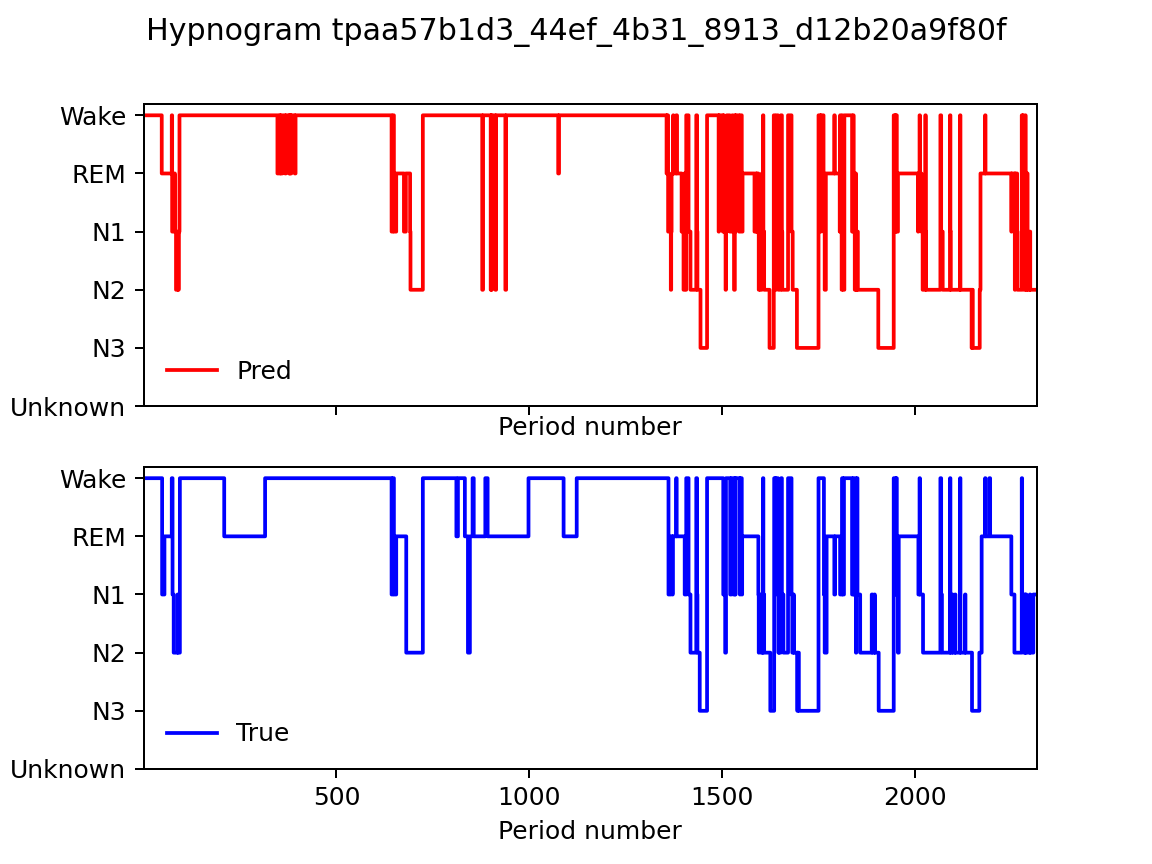 Hypnogram tpaa57b1d3_44ef_4b31_8913_d12b20a9f80f
Wake
REM
N1
N2
N3
Unknown
Pred
Period number
Wake
REM
N1
N2
N3
Unknown
True
500 1000 1500 2000
Period number